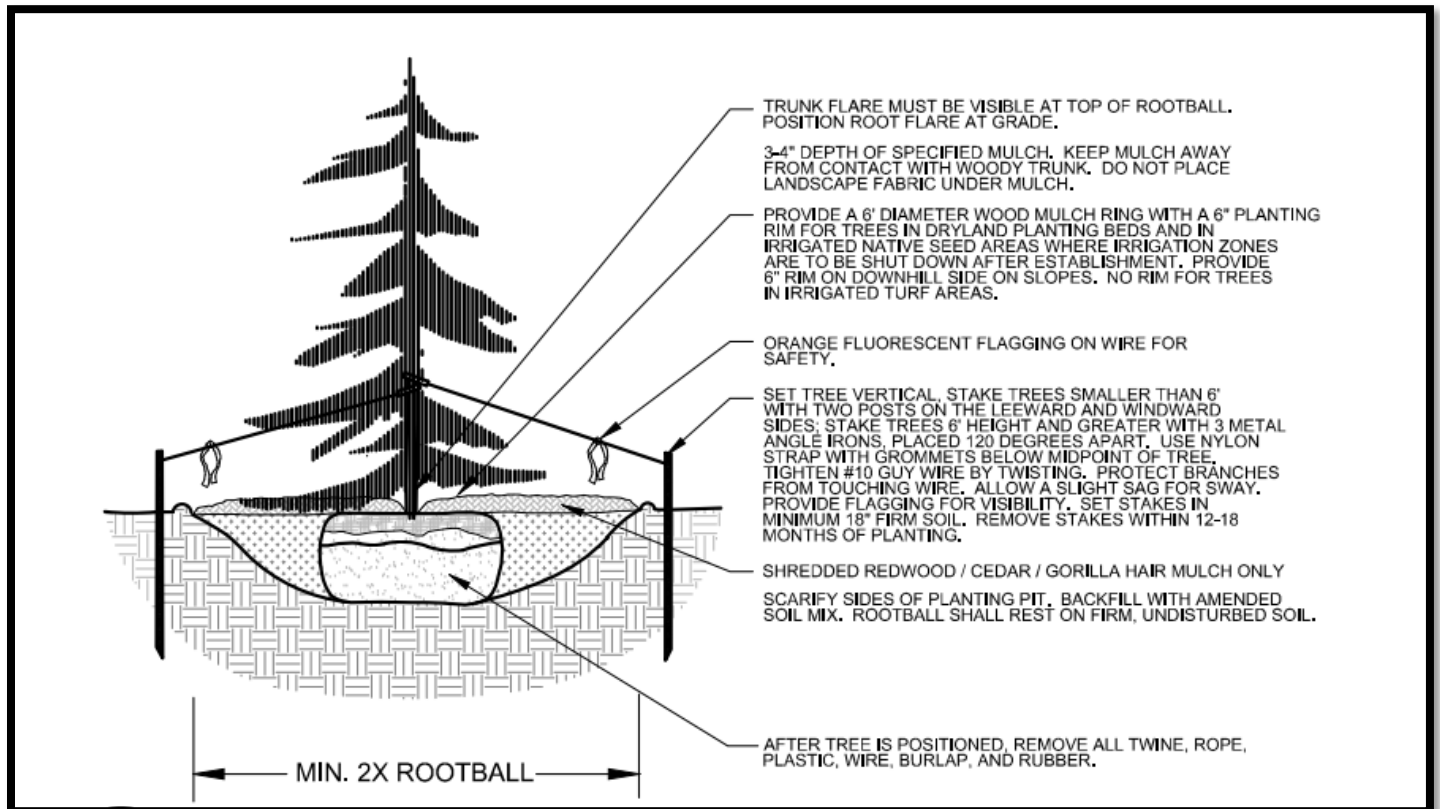 TRUNK FLARE MUST BE VISIBLE AT TOP OF ROOTBALL.
POSITION ROOT FLARE AT GRADE.
3-4" DEPTH OF SPECIFIED MULCH. KEEP MULCH AWAY
FROM CONTACT WITH WOODY TRUNK. DO NOT PLACE
LANDSCAPE FABRIC UNDER MULCH.
PROVIDE A 6' DIAMETER WOOD MULCH RING WITH A 6" PLANTING
RIM FOR TREES IN DRYLAND PLANTING BEDS AND IN
IRRIGATED NATIVE SEED AREAS WHERE IRRIGATION ZONES
ARE TO BE SHUT DOWN AFTER ESTABLISHMENT. PROVIDE
6" RIM ON DOWNHILL SIDE ON SLOPES. NO RIM FOR TREES
IN IRRIGATED TURF AREAS.
ORANGE FLUORESCENT FLAGGING ON WIRE FOR
SAFETY.
SET TREE VERTICAL, STAKE TREES SMALLER THAN 6'
WITH TWO POSTS ON THE LEEWARD AND WINDWARD
SIDES; STAKE TREES 6' HEIGHT AND GREATER WITH 3 METAL
ANGLE IRONS, PLACED 120 DEGREES APART. USE NYLON
STRAP WITH GROMMETS BELOW MIDPOINT OF TREE.
TIGHTEN #10 GUY WIRE BY TWISTING. PROTECT BRANCHES
FROM TOUCHING WIRE. ALLOW A SLIGHT SAG FOR SWAY.
PROVIDE FLAGGING FOR VISIBILITY. SET STAKES IN
MINIMUM 18" FIRM SOIL. REMOVE STAKES WITHIN 12-18
MONTHS OF PLANTING.
SHREDDED REDWOOD / CEDAR / GORILLA HAIR MULCH ONLY
SCARIFY SIDES OF PLANTING PIT. BACKFILL WITH AMENDED
SOIL MIX. ROOTBALL SHALL REST ON FIRM, UNDISTURBED SOIL.
AFTER TREE IS POSITIONED, REMOVE ALL TWINE, ROPE,
PLASTIC, WIRE, BURLAP, AND RUBBER.
MIN. 2X ROOTBALL